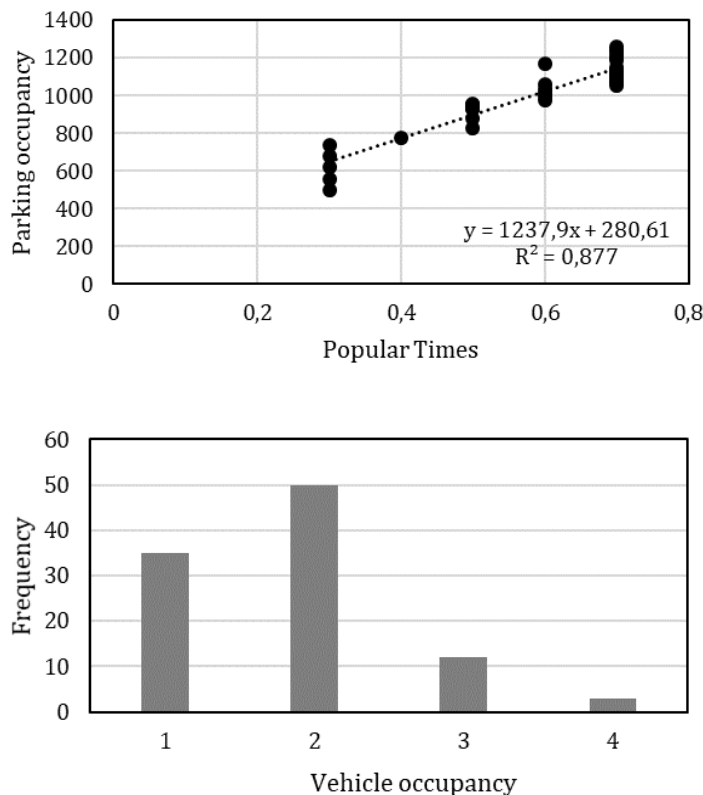 1400
1200
1000
800
600
400
200
0
Parking occupancy
y = 1237,9x + 280,61
R² = 0,877
0 0,2 0,4 0,6 0,8
Popular Times
60
50
40
30
20
10
0
Frequency
1 2 3 4
Vehicle occupancy